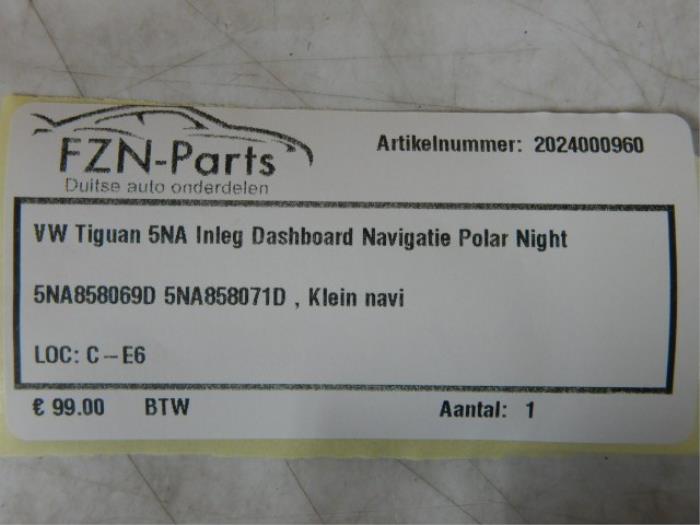 FZN-Parts
Duitse auto onderdelen
Artikelnummer: 2024000960
VW Tiguan 5NA Inleg Dashboard Navigatie Polar Night
5NA858069D 5NA858071D , Klein navi
LOC: C - E6
€ 99.00 BTW Aantal: 1